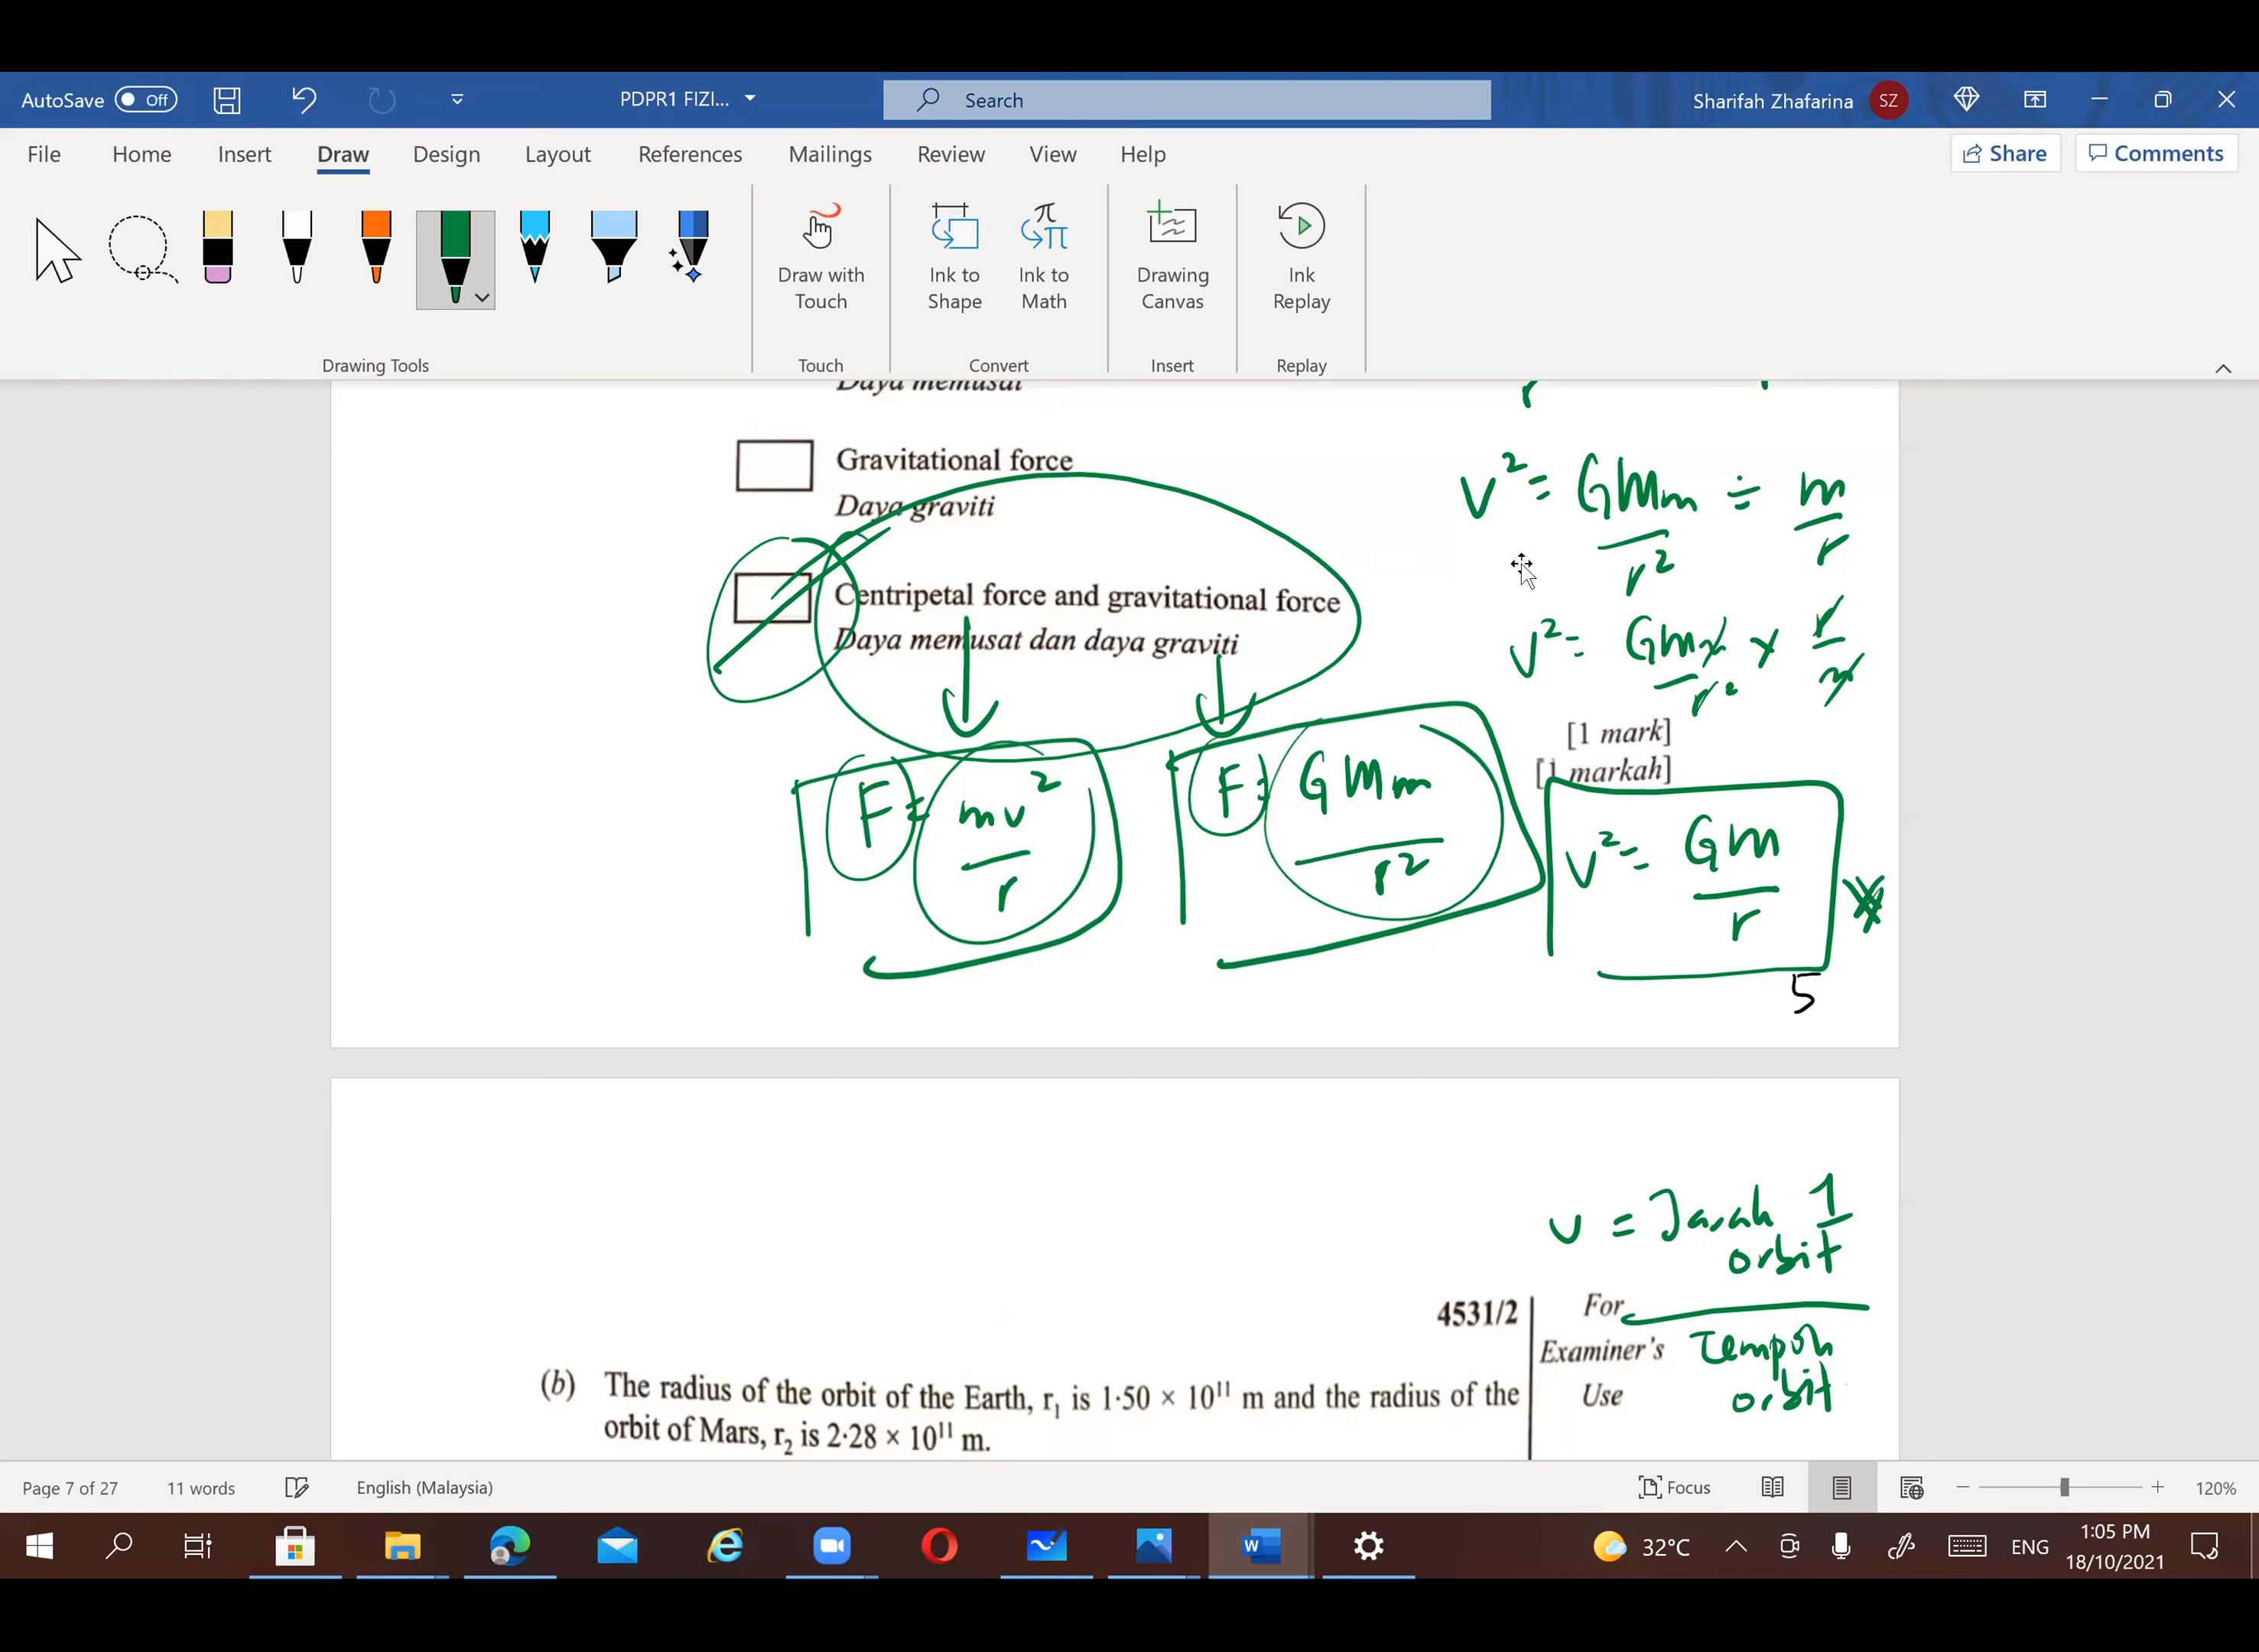 AutoSave Off
PDPR1 FIZI...
Search
Sharifah Zhafarina SZ
File Home Insert Draw Design Layout References Mailings Review View Help
Share Comments
Draw with Touch
Ink to Shape
Ink to Math
Drawing Canvas
Ink Replay
Drawing Tools Touch Convert Insert Replay
Daya memusat
Gravitational force
Daya graviti
Centripetal force and gravitational force
Daya memusat dan daya graviti
r
v² = GMm/r² ÷ m/r
v² = GMm/r² × r/m
[1 mark]
[1 markah]
F = mv²/r
F = GMm/r²
v² = GM/r
5
v = Jarak 1 orbit
Tempoh orbit
4531/2
For
Examiner's
Use
(b) The radius of the orbit of the Earth, r₁ is 1·50 × 10¹¹ m and the radius of the
orbit of Mars, r₂ is 2·28 × 10¹¹ m.
Page 7 of 27 11 words English (Malaysia) Focus 120%
32°C ENG 1:05 PM
18/10/2021